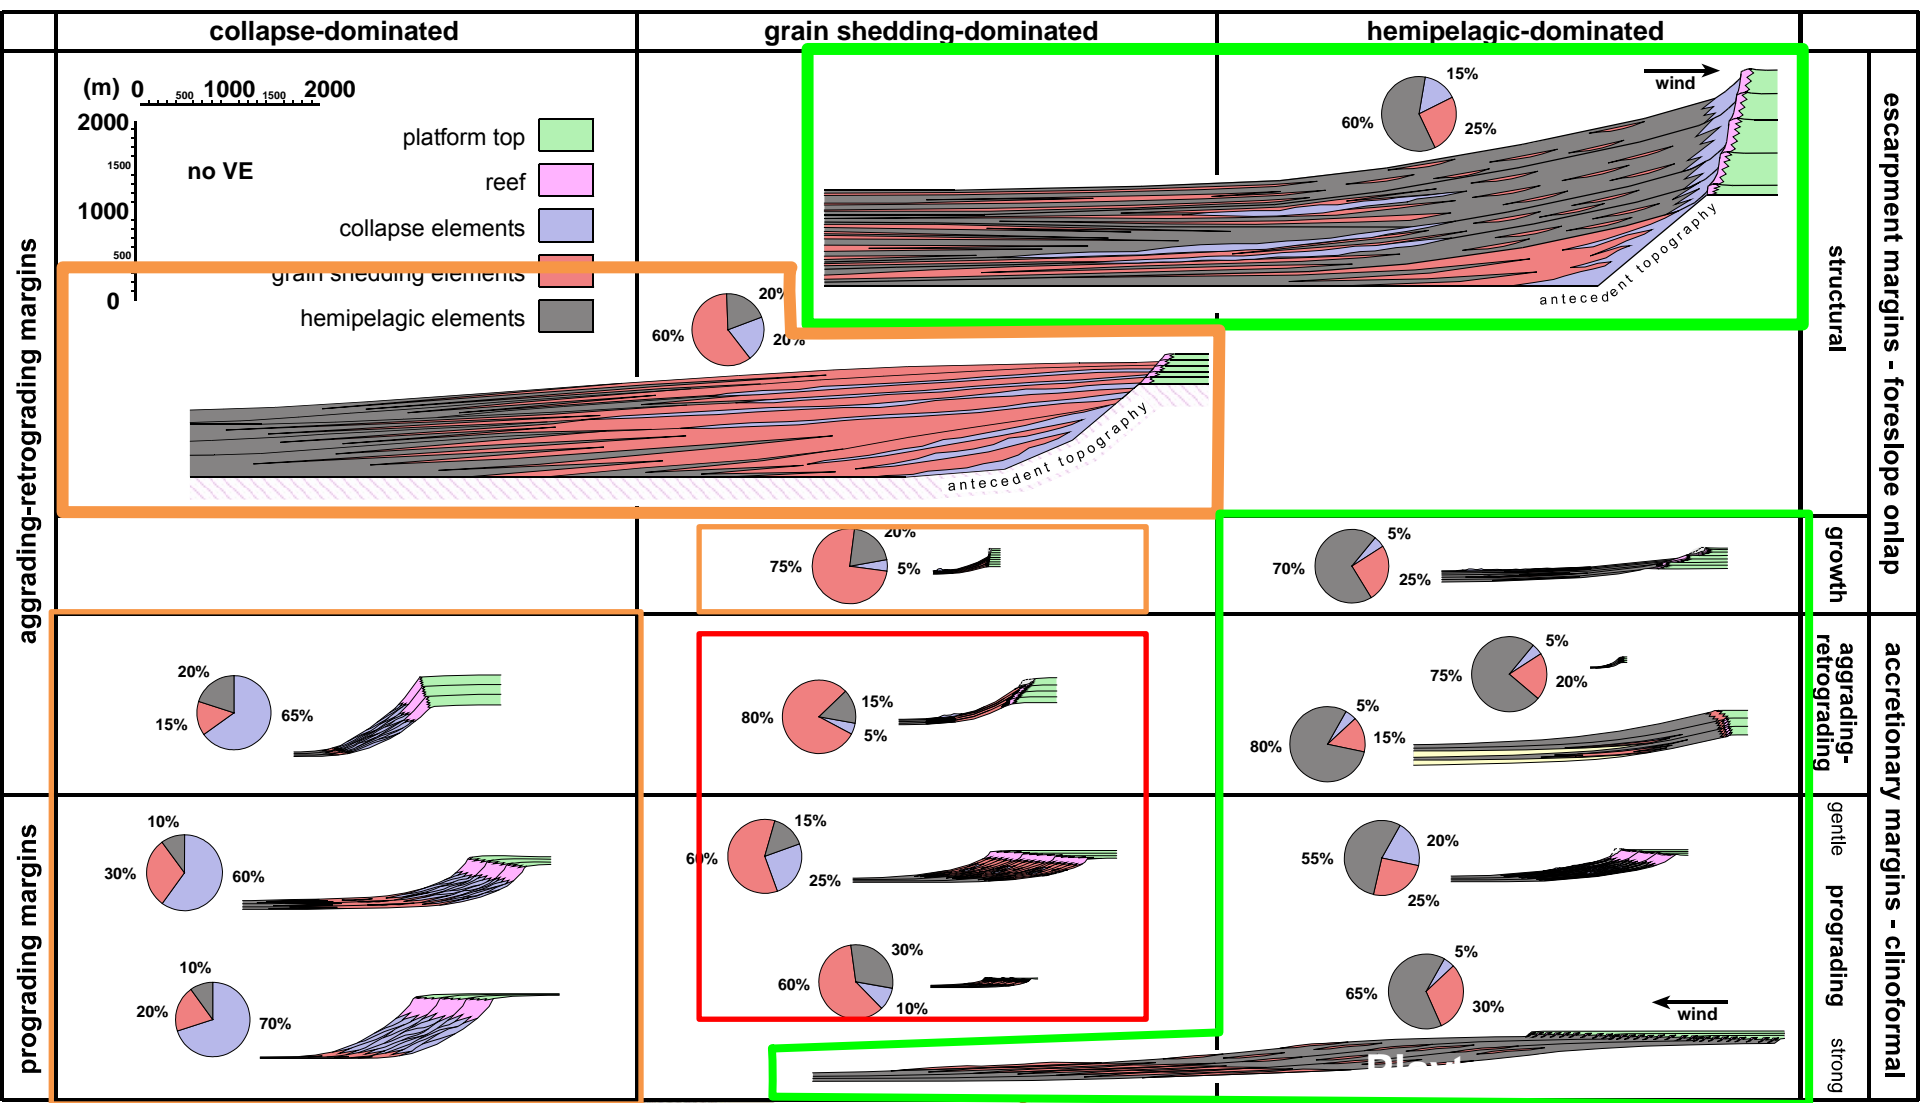 collapse-dominated
grain shedding-dominated
hemipelagic-dominated
(m) 0 500 1000 1500 2000
2000
1500
1000
500
0
no VE
platform top
reef
collapse elements
grain shedding elements
hemipelagic elements
15%
60%
25%
wind
antecedent topography
20%
60%
20%
antecedent topography
20%
75%
5%
5%
70%
25%
20%
15%
65%
15%
80%
5%
5%
75%
20%
5%
80%
15%
10%
30%
60%
15%
60%
25%
20%
55%
25%
10%
20%
70%
30%
60%
10%
5%
65%
30%
wind
aggrading-retrograding margins
prograding margins
structural
growth
aggrading-
retrograding
gentle
prograding
strong
escarpment margins - foreslope onlap
accretionary margins - clinoformal